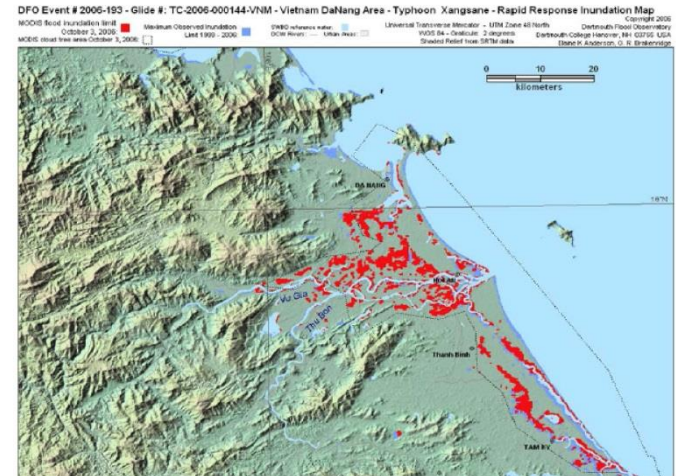 DFO Event # 2006-193 - Glide #: TC-2006-000144-VNM - Vietnam DaNang Area - Typhoon Xangsane - Rapid Response Inundation Map
Copyright 2006
MODIS flood inundation limit
October 3, 2006:
MODIS cloud free area October 3, 2006:
Maximum Observed Inundation
Limit 1999 - 2006:
SWBD reference water:
DCW Rivers: Urban Areas:
Universal Transverse Mercator - UTM Zone 48 North
WGS 84 - Graticule: 2 degrees
Shaded Relief from SRTM data
Dartmouth Flood Observatory
Dartmouth College Hanover, NH 03755 USA
Elaine K. Anderson, G. R. Brakenridge
0 10 20
kilometers
DA NANG
Vu Gia
Thu Bon
Thanh Binh
TAM KY